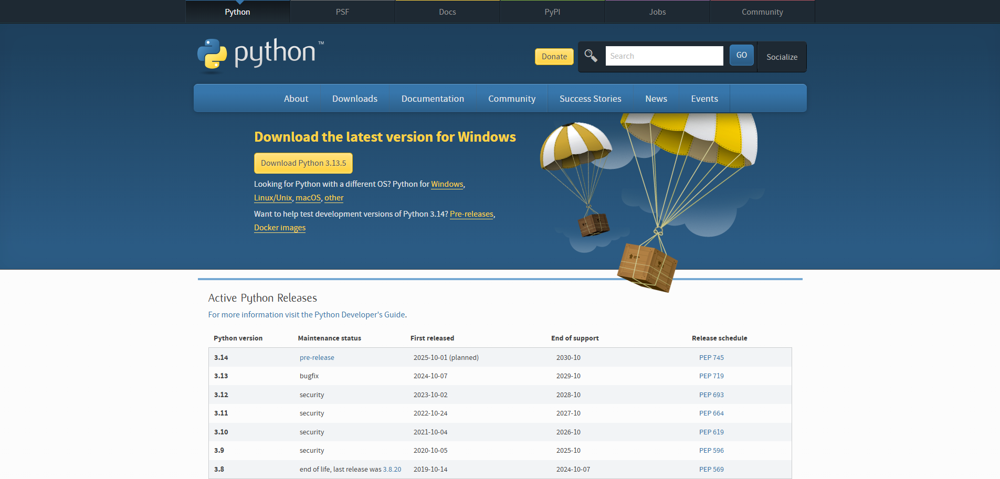 Python PSF Docs PyPI Jobs Community
python™
Donate Search GO Socialize
About Downloads Documentation Community Success Stories News Events
Download the latest version for Windows
Download Python 3.13.5
Looking for Python with a different OS? Python for Windows,
Linux/Unix, macOS, other
Want to help test development versions of Python 3.14? Pre-releases,
Docker images
Active Python Releases
For more information visit the Python Developer's Guide.
Python version Maintenance status First released End of support Release schedule
3.14 pre-release 2025-10-01 (planned) 2030-10 PEP 745
3.13 bugfix 2024-10-07 2029-10 PEP 719
3.12 security 2023-10-02 2028-10 PEP 693
3.11 security 2022-10-24 2027-10 PEP 664
3.10 security 2021-10-04 2026-10 PEP 619
3.9 security 2020-10-05 2025-10 PEP 596
3.8 end of life, last release was 3.8.20 2019-10-14 2024-10-07 PEP 569